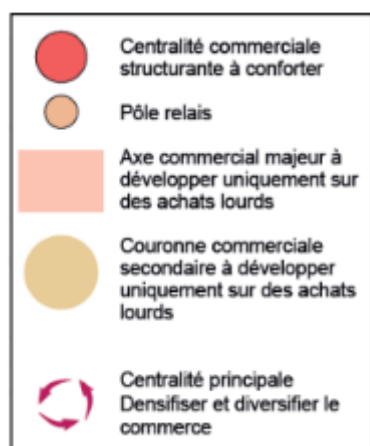 Centralité commerciale
structurante à conforter
Pôle relais
Axe commercial majeur à
développer uniquement sur
des achats lourds
Couronne commerciale
secondaire à développer
uniquement sur des achats
lourds
Centralité principale
Densifiser et diversifier le
commerce